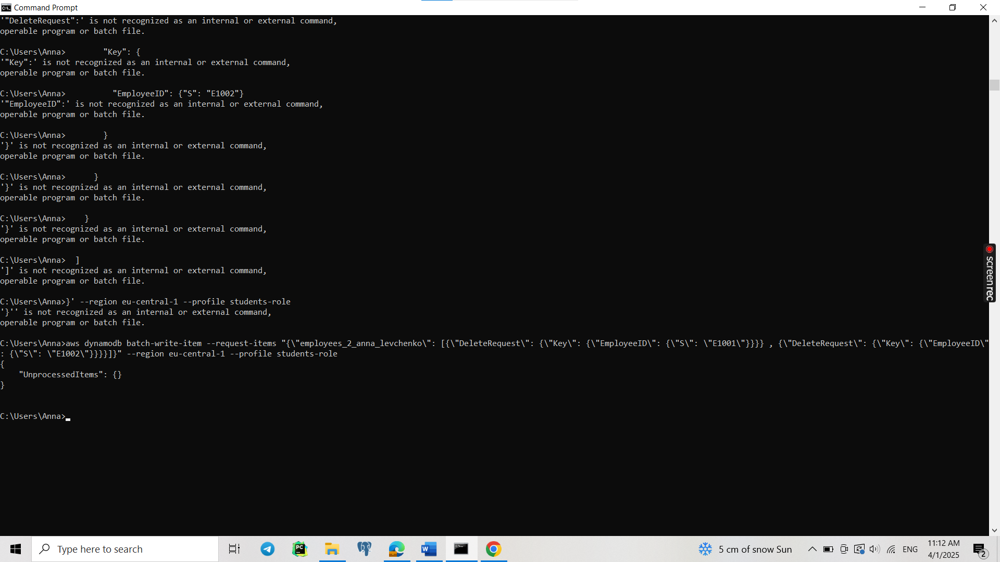 Command Prompt
'"DeleteRequest":' is not recognized as an internal or external command,
operable program or batch file.
C:\Users\Anna>        "Key": {
'"Key":' is not recognized as an internal or external command,
operable program or batch file.
C:\Users\Anna>          "EmployeeID": {"S": "E1002"}
'"EmployeeID":' is not recognized as an internal or external command,
operable program or batch file.
C:\Users\Anna>        }
'}' is not recognized as an internal or external command,
operable program or batch file.
C:\Users\Anna>      }
'}' is not recognized as an internal or external command,
operable program or batch file.
C:\Users\Anna>    }
'}' is not recognized as an internal or external command,
operable program or batch file.
C:\Users\Anna>  ]
']' is not recognized as an internal or external command,
operable program or batch file.
C:\Users\Anna>}' --region eu-central-1 --profile students-role
'}'' is not recognized as an internal or external command,
operable program or batch file.
C:\Users\Anna>aws dynamodb batch-write-item --request-items "{\"employees_2_anna_levchenko\": [{\"DeleteRequest\": {\"Key\": {\"EmployeeID\": {\"S\": \"E1001\"}}}} , {\"DeleteRequest\": {\"Key\": {\"EmployeeID\"
: {\"S\": \"E1002\"}}}}]}" --region eu-central-1 --profile students-role
{
    "UnprocessedItems": {}
}
C:\Users\Anna>
screenrec
Type here to search
PC
W
5 cm of snow Sun
ENG
11:12 AM
4/1/2025
2